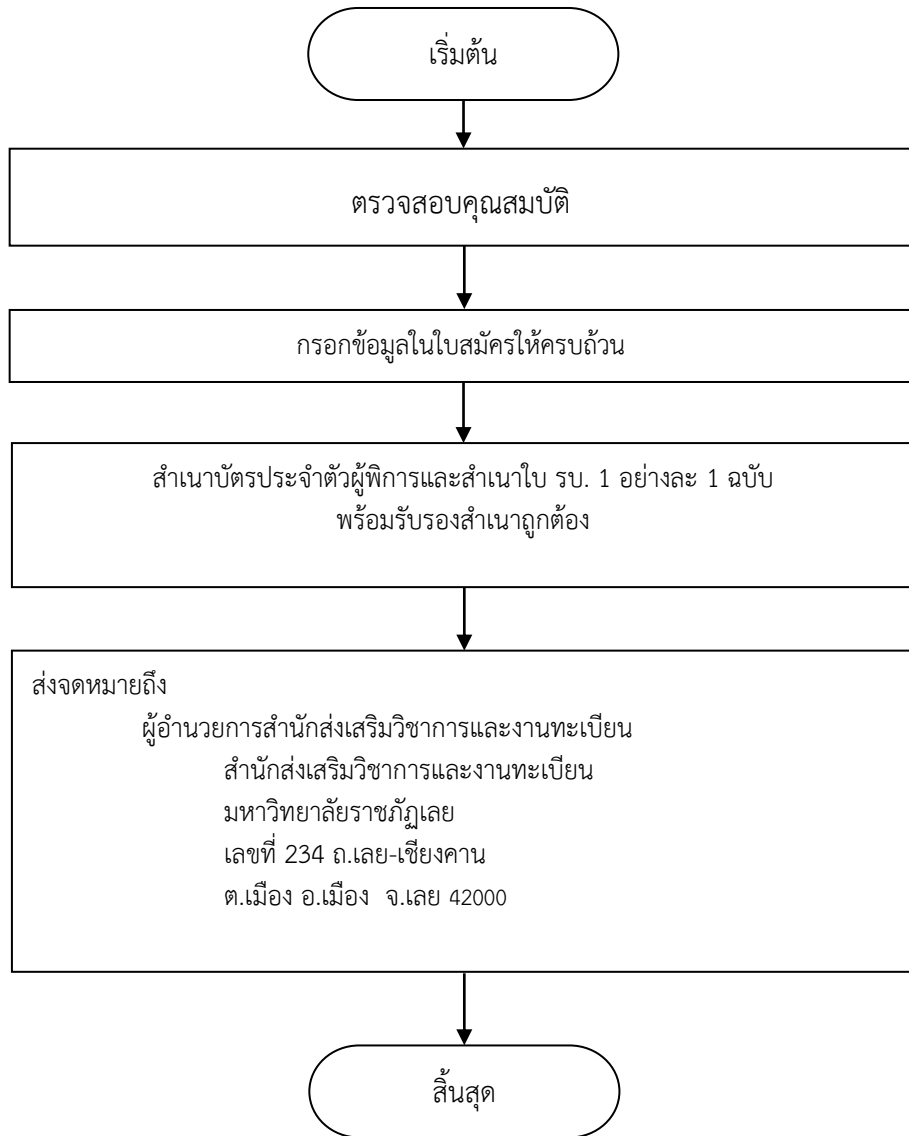 เริ่มต้น
ตรวจสอบคุณสมบัติ
กรอกข้อมูลในใบสมัครให้ครบถ้วน
สำเนาบัตรประจำตัวผู้พิการและสำเนาใบ รบ. 1 อย่างละ 1 ฉบับ
พร้อมรับรองสำเนาถูกต้อง
ส่งจดหมายถึง
ผู้อำนวยการสำนักส่งเสริมวิชาการและงานทะเบียน
สำนักส่งเสริมวิชาการและงานทะเบียน
มหาวิทยาลัยราชภัฏเลย
เลขที่ 234 ถ.เลย-เชียงคาน
ต.เมือง อ.เมือง จ.เลย 42000
สิ้นสุด